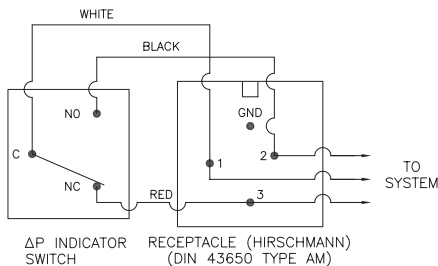 WHITE
BLACK
NO
GND
C
1
2
NC
RED
3
TO
SYSTEM
ΔP INDICATOR
SWITCH
RECEPTACLE (HIRSCHMANN)
(DIN 43650 TYPE AM)